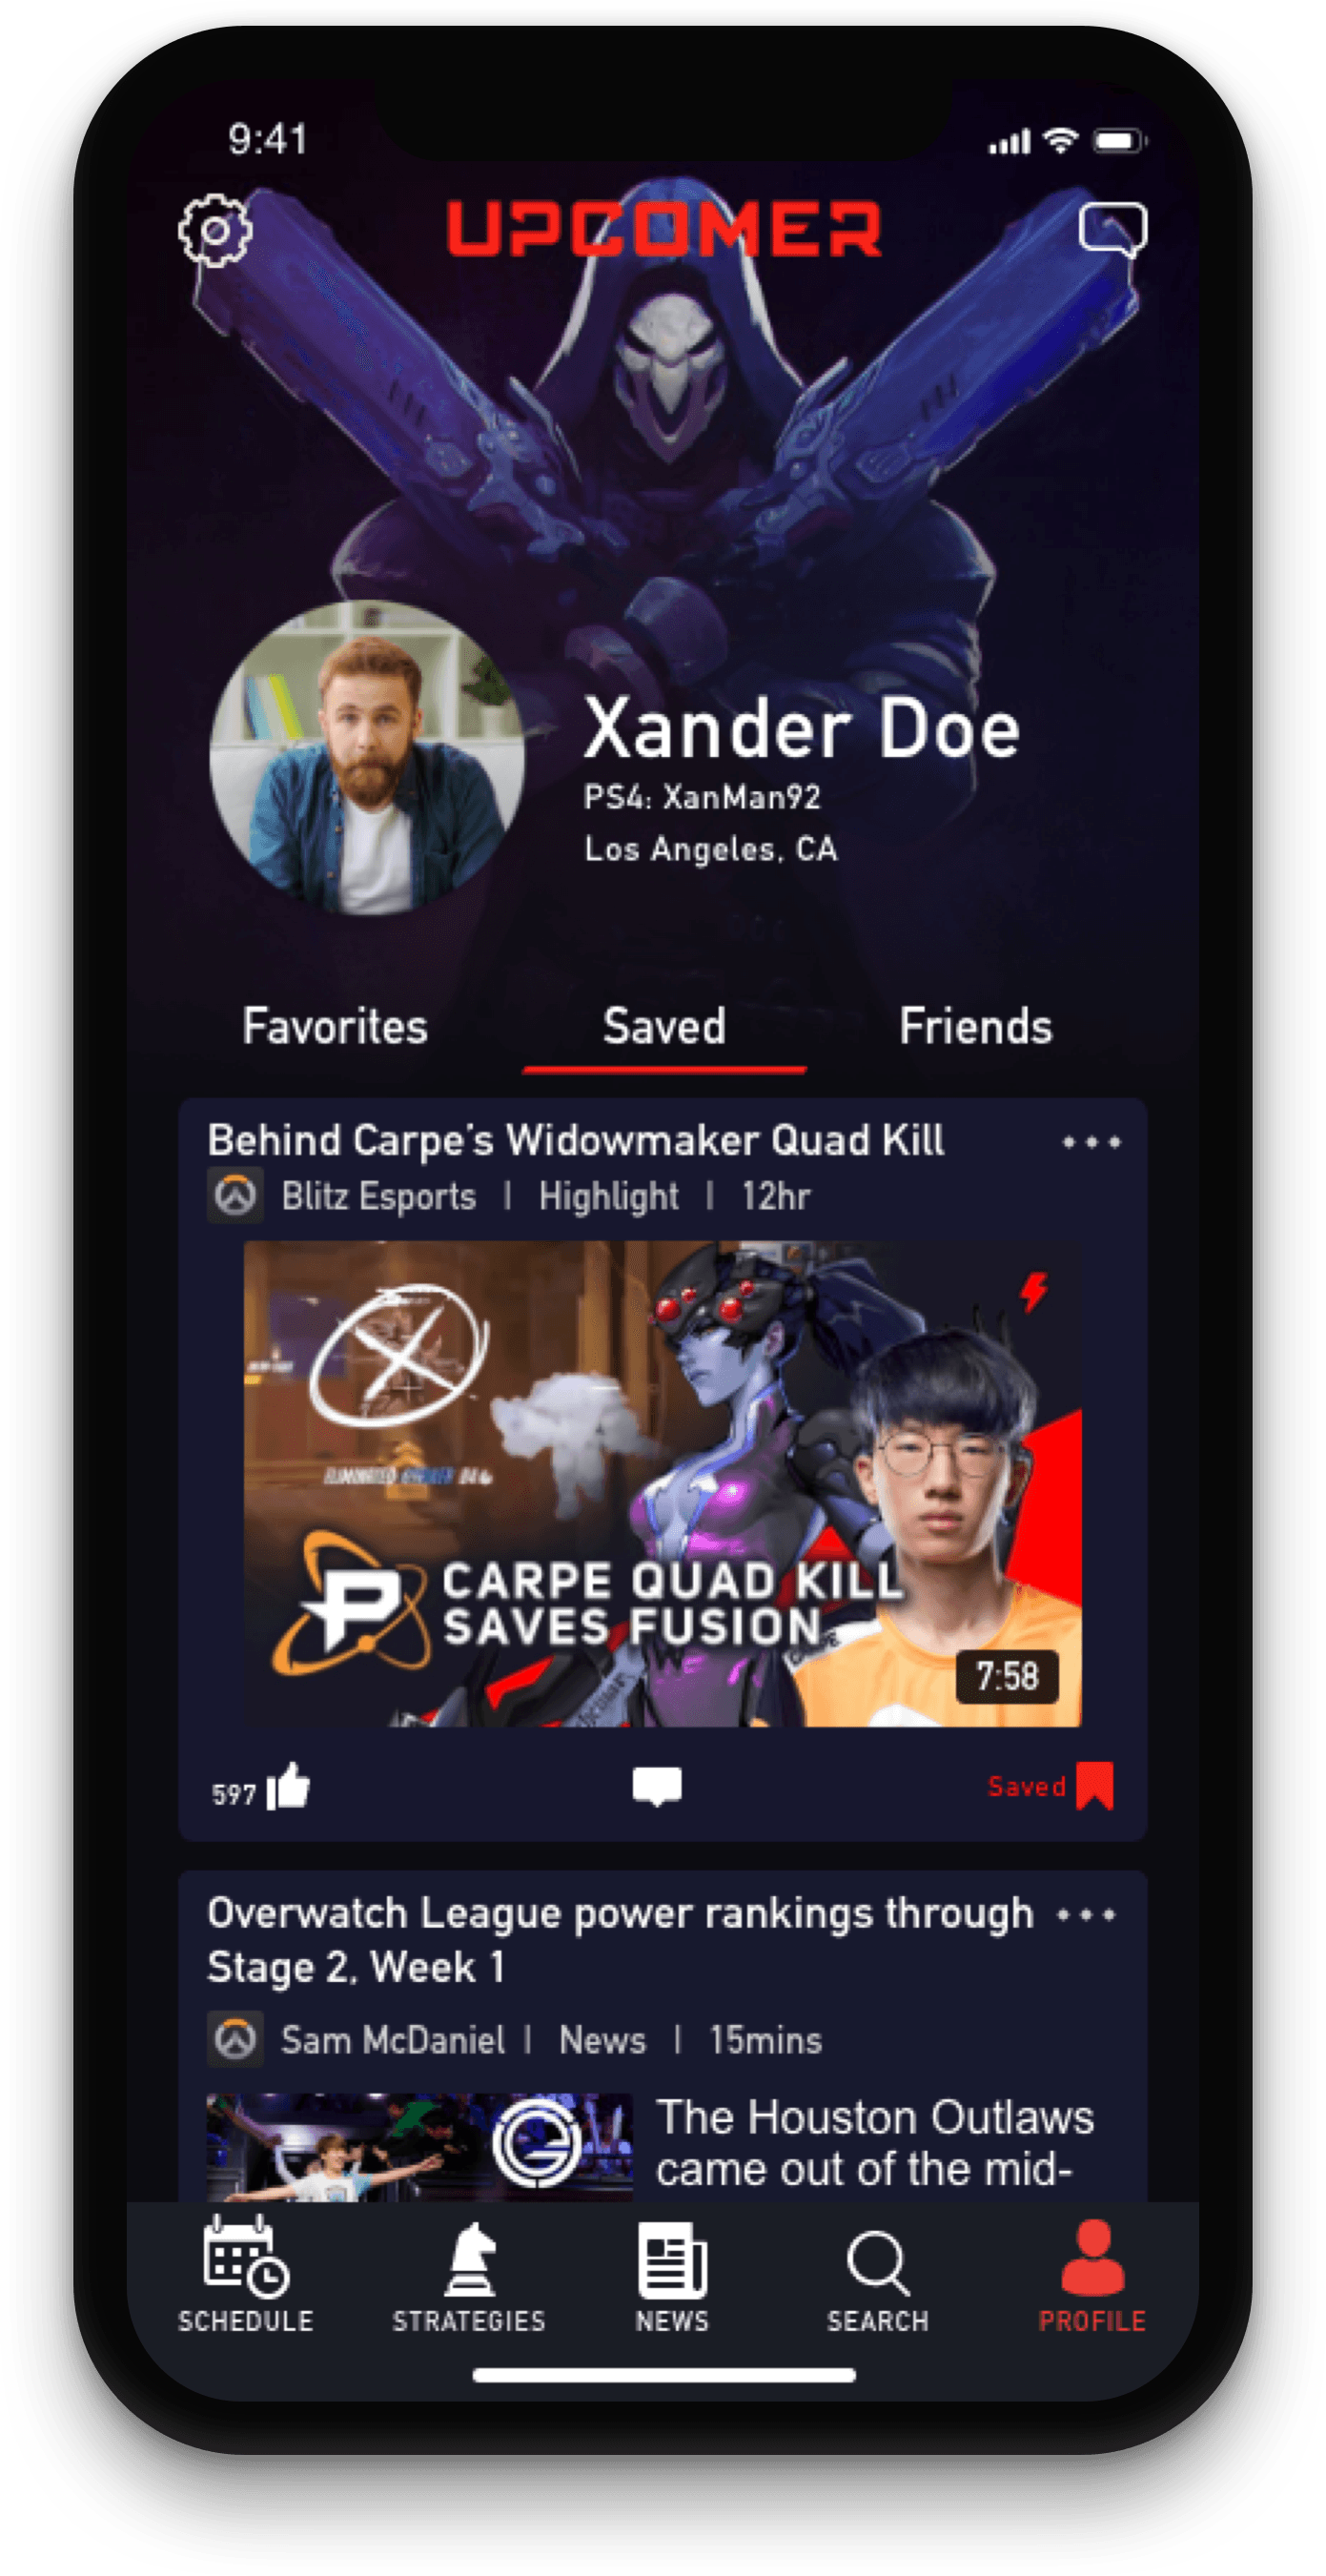 9:41
UPCOMER
Xander Doe
PS4: XanMan92
Los Angeles, CA
Favorites Saved Friends
Behind Carpe's Widowmaker Quad Kill
Blitz Esports | Highlight | 12hr
ELIMINATED
CARPE QUAD KILL
SAVES FUSION
CARPE
7:58
597
Saved
Overwatch League power rankings through
Stage 2, Week 1
Sam McDaniel | News | 15mins
The Houston Outlaws
came out of the mid-
SCHEDULE STRATEGIES NEWS SEARCH PROFILE